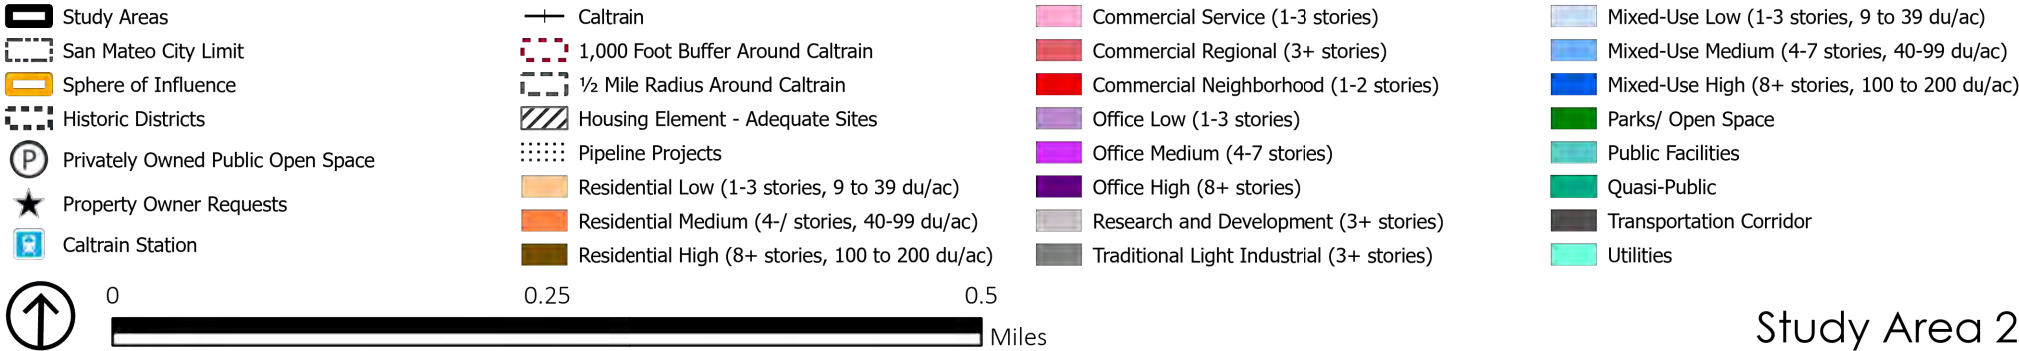 Study Areas
San Mateo City Limit
Sphere of Influence
Historic Districts
P Privately Owned Public Open Space
Property Owner Requests
Caltrain Station
Caltrain
1,000 Foot Buffer Around Caltrain
½ Mile Radius Around Caltrain
Housing Element - Adequate Sites
Pipeline Projects
Residential Low (1-3 stories, 9 to 39 du/ac)
Residential Medium (4-/ stories, 40-99 du/ac)
Residential High (8+ stories, 100 to 200 du/ac)
Commercial Service (1-3 stories)
Commercial Regional (3+ stories)
Commercial Neighborhood (1-2 stories)
Office Low (1-3 stories)
Office Medium (4-7 stories)
Office High (8+ stories)
Research and Development (3+ stories)
Traditional Light Industrial (3+ stories)
Mixed-Use Low (1-3 stories, 9 to 39 du/ac)
Mixed-Use Medium (4-7 stories, 40-99 du/ac)
Mixed-Use High (8+ stories, 100 to 200 du/ac)
Parks/ Open Space
Public Facilities
Quasi-Public
Transportation Corridor
Utilities
0 0.25 0.5
Miles
Study Area 2